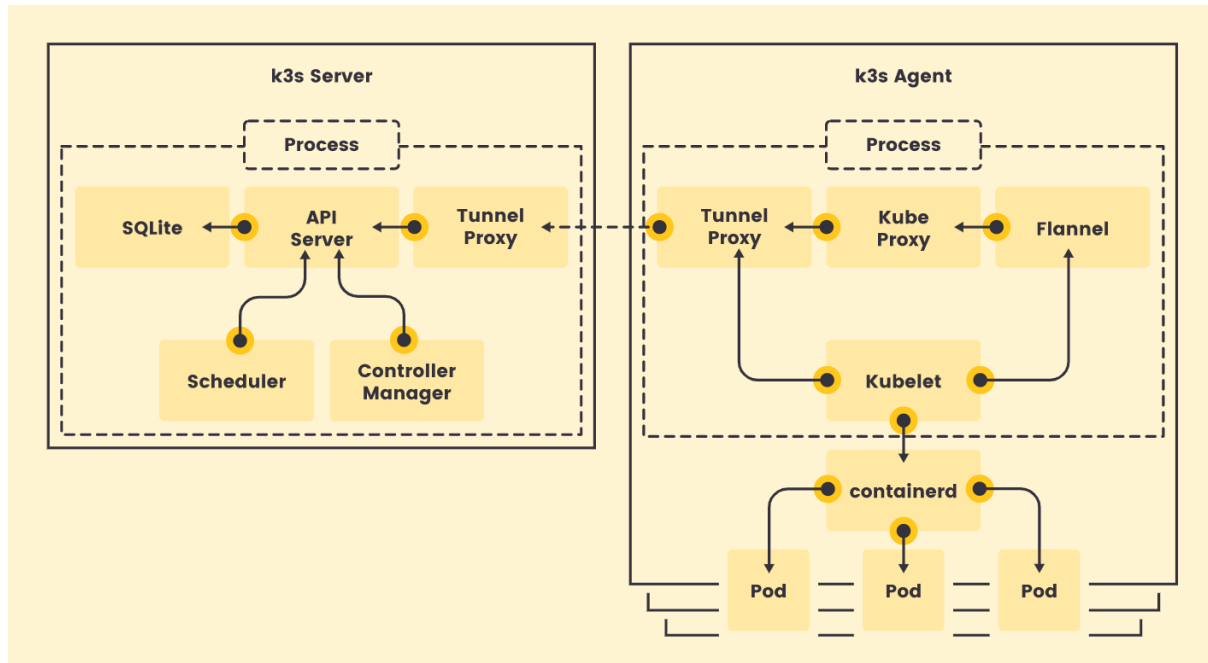 k3s Server
k3s Agent
Process
Process
SQLite
API
Server
Tunnel
Proxy
Tunnel
Proxy
Kube
Proxy
Flannel
Scheduler
Controller
Manager
Kubelet
containerd
Pod
Pod
Pod